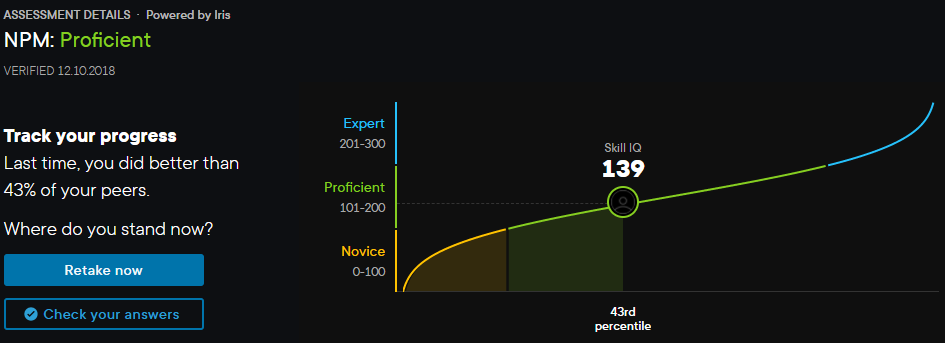 ASSESSMENT DETAILS · Powered by Iris
NPM: Proficient
VERIFIED 12.10.2018
Track your progress
Last time, you did better than
43% of your peers.
Where do you stand now?
Retake now
Check your answers
Expert
201-300
Proficient
101-200
Novice
0-100
Skill IQ
139
43rd
percentile